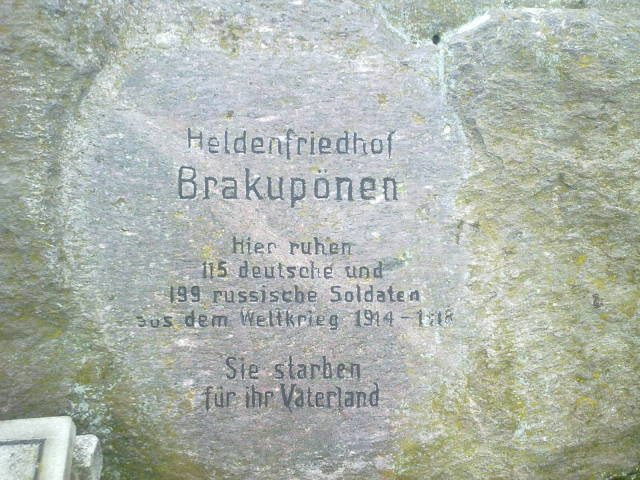 Heldenfriedhof
Brakupönen
Hier ruhen
115 deutsche und
199 russische Soldaten
aus dem Weltkrieg 1914 - 1918
Sie starben
für ihr Vaterland